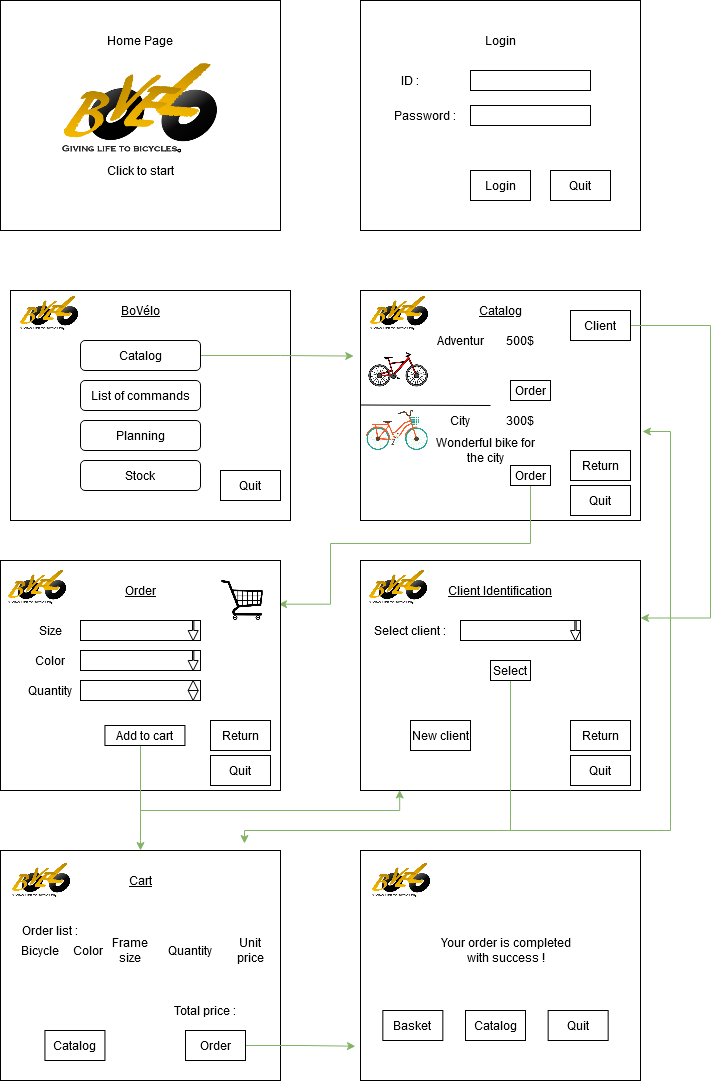 Home Page
BoVélo
GIVING LIFE TO BICYCLES.
Click to start
Login
ID :
Password :
Login
Quit
BoVélo
Catalog
List of commands
Planning
Stock
Quit
Catalog
Client
Adventur 500$
Order
City 300$
Wonderful bike for
the city
Order
Return
Quit
Order
Size
Color
Quantity
Add to cart
Return
Quit
Client Identification
Select client :
Select
New client
Return
Quit
Cart
Order list :
Bicycle Color Frame size Quantity Unit price
Total price :
Catalog
Order
Your order is completed
with success !
Basket
Catalog
Quit